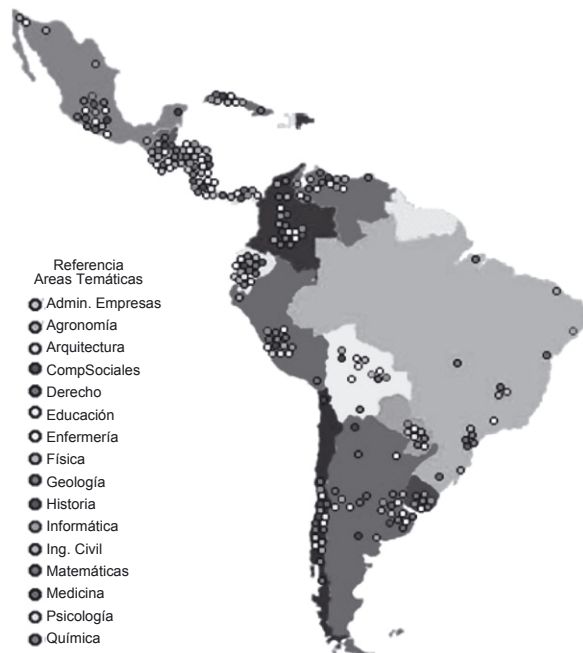 Referencia
Areas Temáticas
Admin. Empresas
Agronomía
Arquitectura
CompSociales
Derecho
Educación
Enfermería
Física
Geología
Historia
Informática
Ing. Civil
Matemáticas
Medicina
Psicología
Química